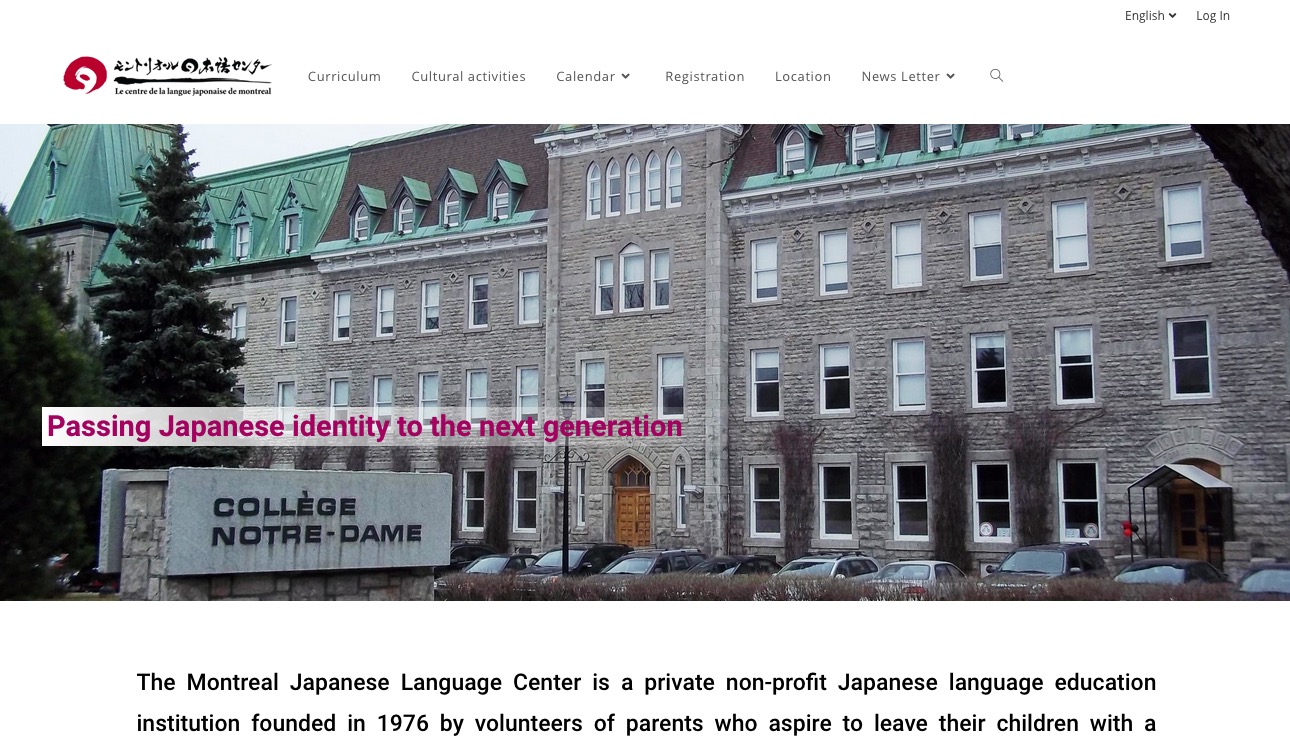 English
Log In
モントリオール日本語センター
Le centre de la langue japonaise de montreal
Curriculum
Cultural activities
Calendar
Registration
Location
News Letter
Passing Japanese identity to the next generation
COLLÈGE
NOTRE-DAME
The Montreal Japanese Language Center is a private non-profit Japanese language education
institution founded in 1976 by volunteers of parents who aspire to leave their children with a